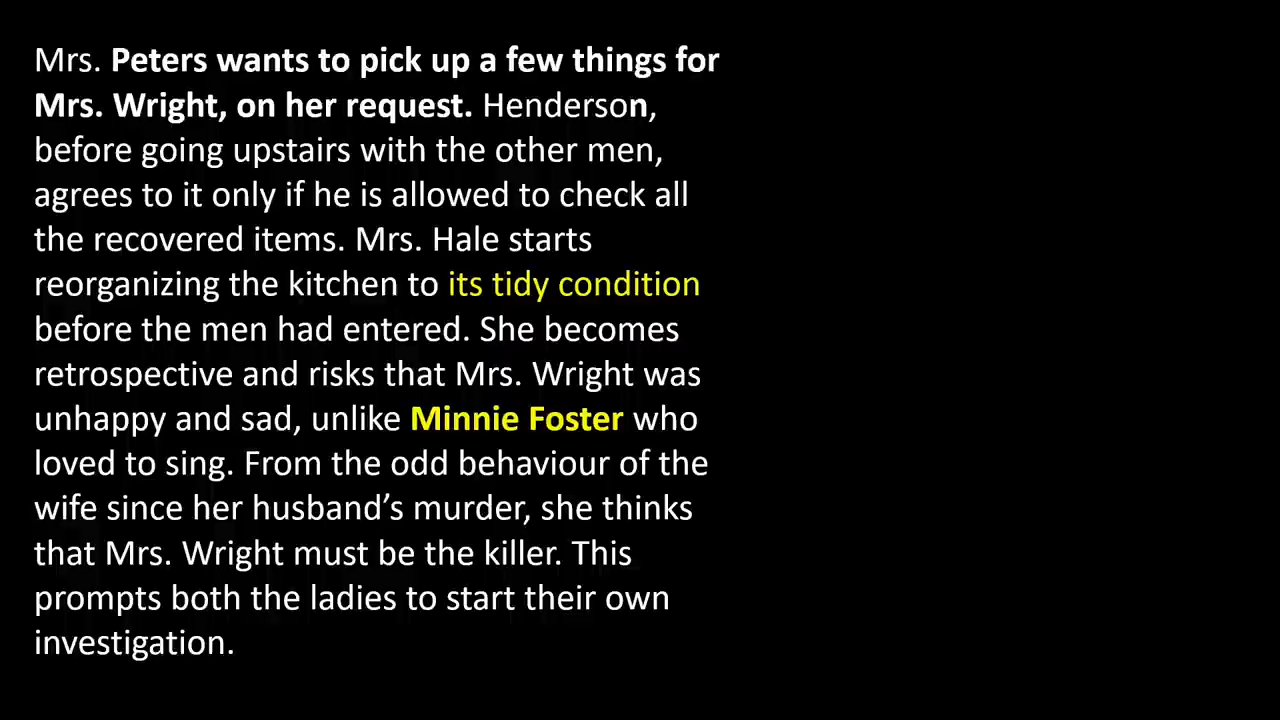 Mrs. Peters wants to pick up a few things for
Mrs. Wright, on her request. Henderson,
before going upstairs with the other men,
agrees to it only if he is allowed to check all
the recovered items. Mrs. Hale starts
reorganizing the kitchen to its tidy condition
before the men had entered. She becomes
retrospective and risks that Mrs. Wright was
unhappy and sad, unlike Minnie Foster who
loved to sing. From the odd behaviour of the
wife since her husband’s murder, she thinks
that Mrs. Wright must be the killer. This
prompts both the ladies to start their own
investigation.